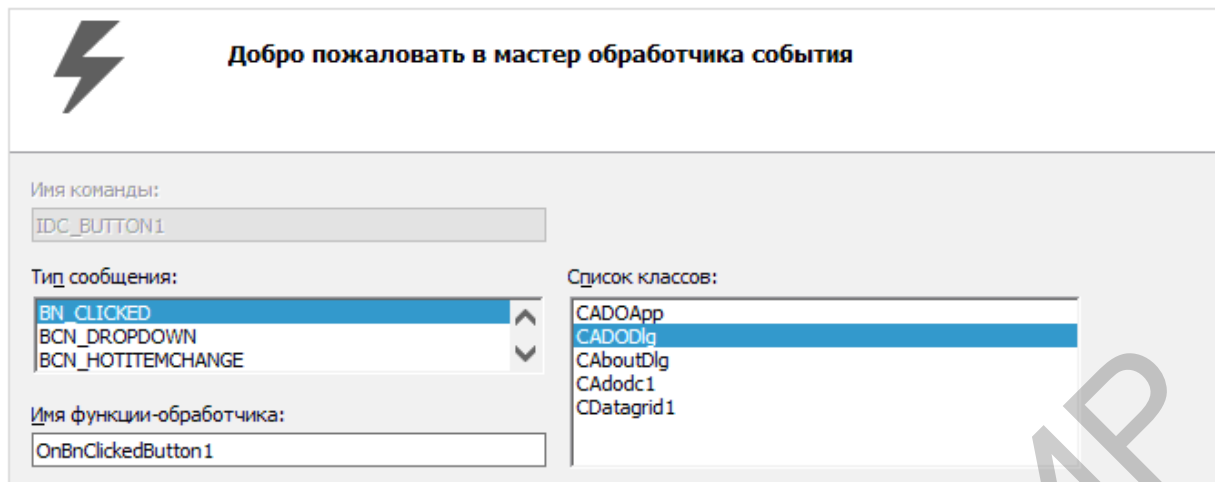 Добро пожаловать в мастер обработчика события
Имя команды:
IDC_BUTTON1
Тип сообщения:
BN_CLICKED
BCN_DROPDOWN
BCN_HOTITEMCHANGE
Имя функции-обработчика:
OnBnClickedButton1
Список классов:
CADOApp
CADODlg
CAboutDlg
CAdodc1
CDatagrid1